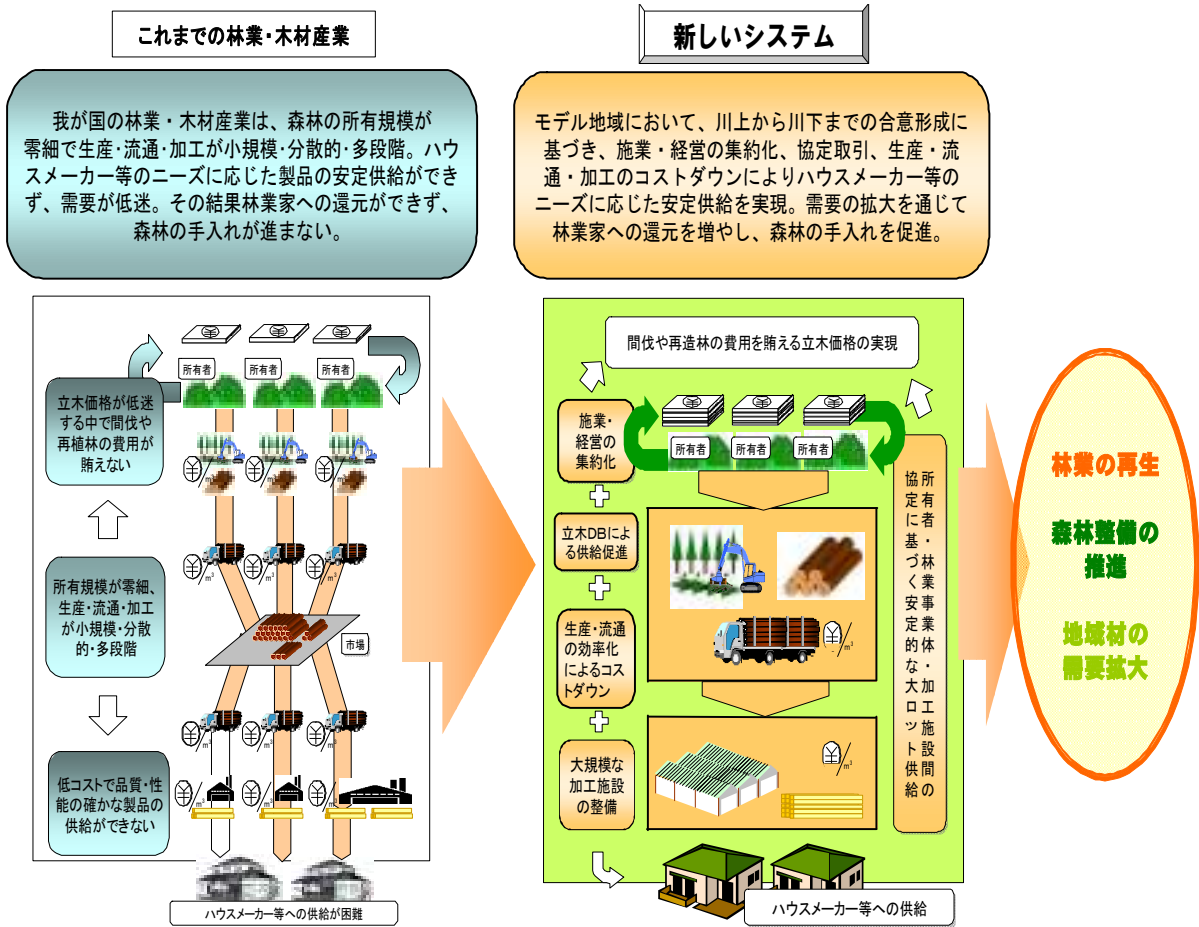 これまでの林業・木材産業
我が国の林業・木材産業は、森林の所有規模が
零細で生産・流通・加工が小規模・分散的・多段階。ハウ
スメーカー等のニーズに応じた製品の安定供給ができ
ず、需要が低迷。その結果林業家への還元ができず、
森林の手入れが進まない。
所有者
所有者
所有者
立木価格が低迷
する中で間伐や
再植林の費用が
賄えない
¥/m³
¥/m³
¥/m³
所有規模が零細、
生産・流通・加工
が小規模・分散
的・多段階
¥/m³
¥/m³
¥/m³
市場
¥/m³
¥/m³
¥/m³
低コストで品質・性
能の確かな製品の
供給ができない
¥/m³
¥/m³
¥/m³
ハウスメーカー等への供給が困難
新しいシステム
モデル地域において、川上から川下までの合意形成に
基づき、施業・経営の集約化、協定取引、生産・流
通・加工のコストダウンによりハウスメーカー等の
ニーズに応じた安定供給を実現。需要の拡大を通じて
林業家への還元を増やし、森林の手入れを促進。
間伐や再造林の費用を賄える立木価格の実現
施業・
経営の
集約化
所有者
所有者
所有者
立木DBによ
る供給促進
生産・流通
の効率化
によるコス
トダウン
¥/m³
大規模な
加工施設
の整備
¥/m³
所有者・林業事業体・加工施設間の
協定に基づく安定的な大ロット供給
ハウスメーカー等への供給
林業の再生
森林整備の
推進
地域材の
需要拡大